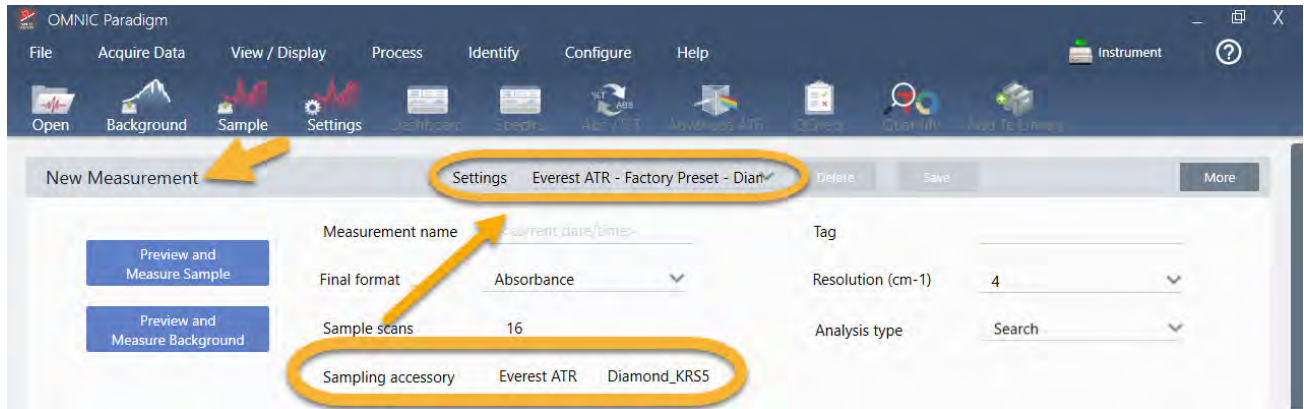 OMNIC Paradigm
File Acquire Data View / Display Process Identify Configure Help Instrument
Open Background Sample Settings Dashboard Abs / %T Advanced ATR Quantify Add To Library
New Measurement Settings Everest ATR - Factory Preset - Diam Delete Save More
Measurement name <current date/time> Tag
Preview and
Measure Sample
Final format Absorbance Resolution (cm-1) 4
Preview and
Measure Background
Sample scans 16 Analysis type Search
Sampling accessory Everest ATR Diamond_KRS5